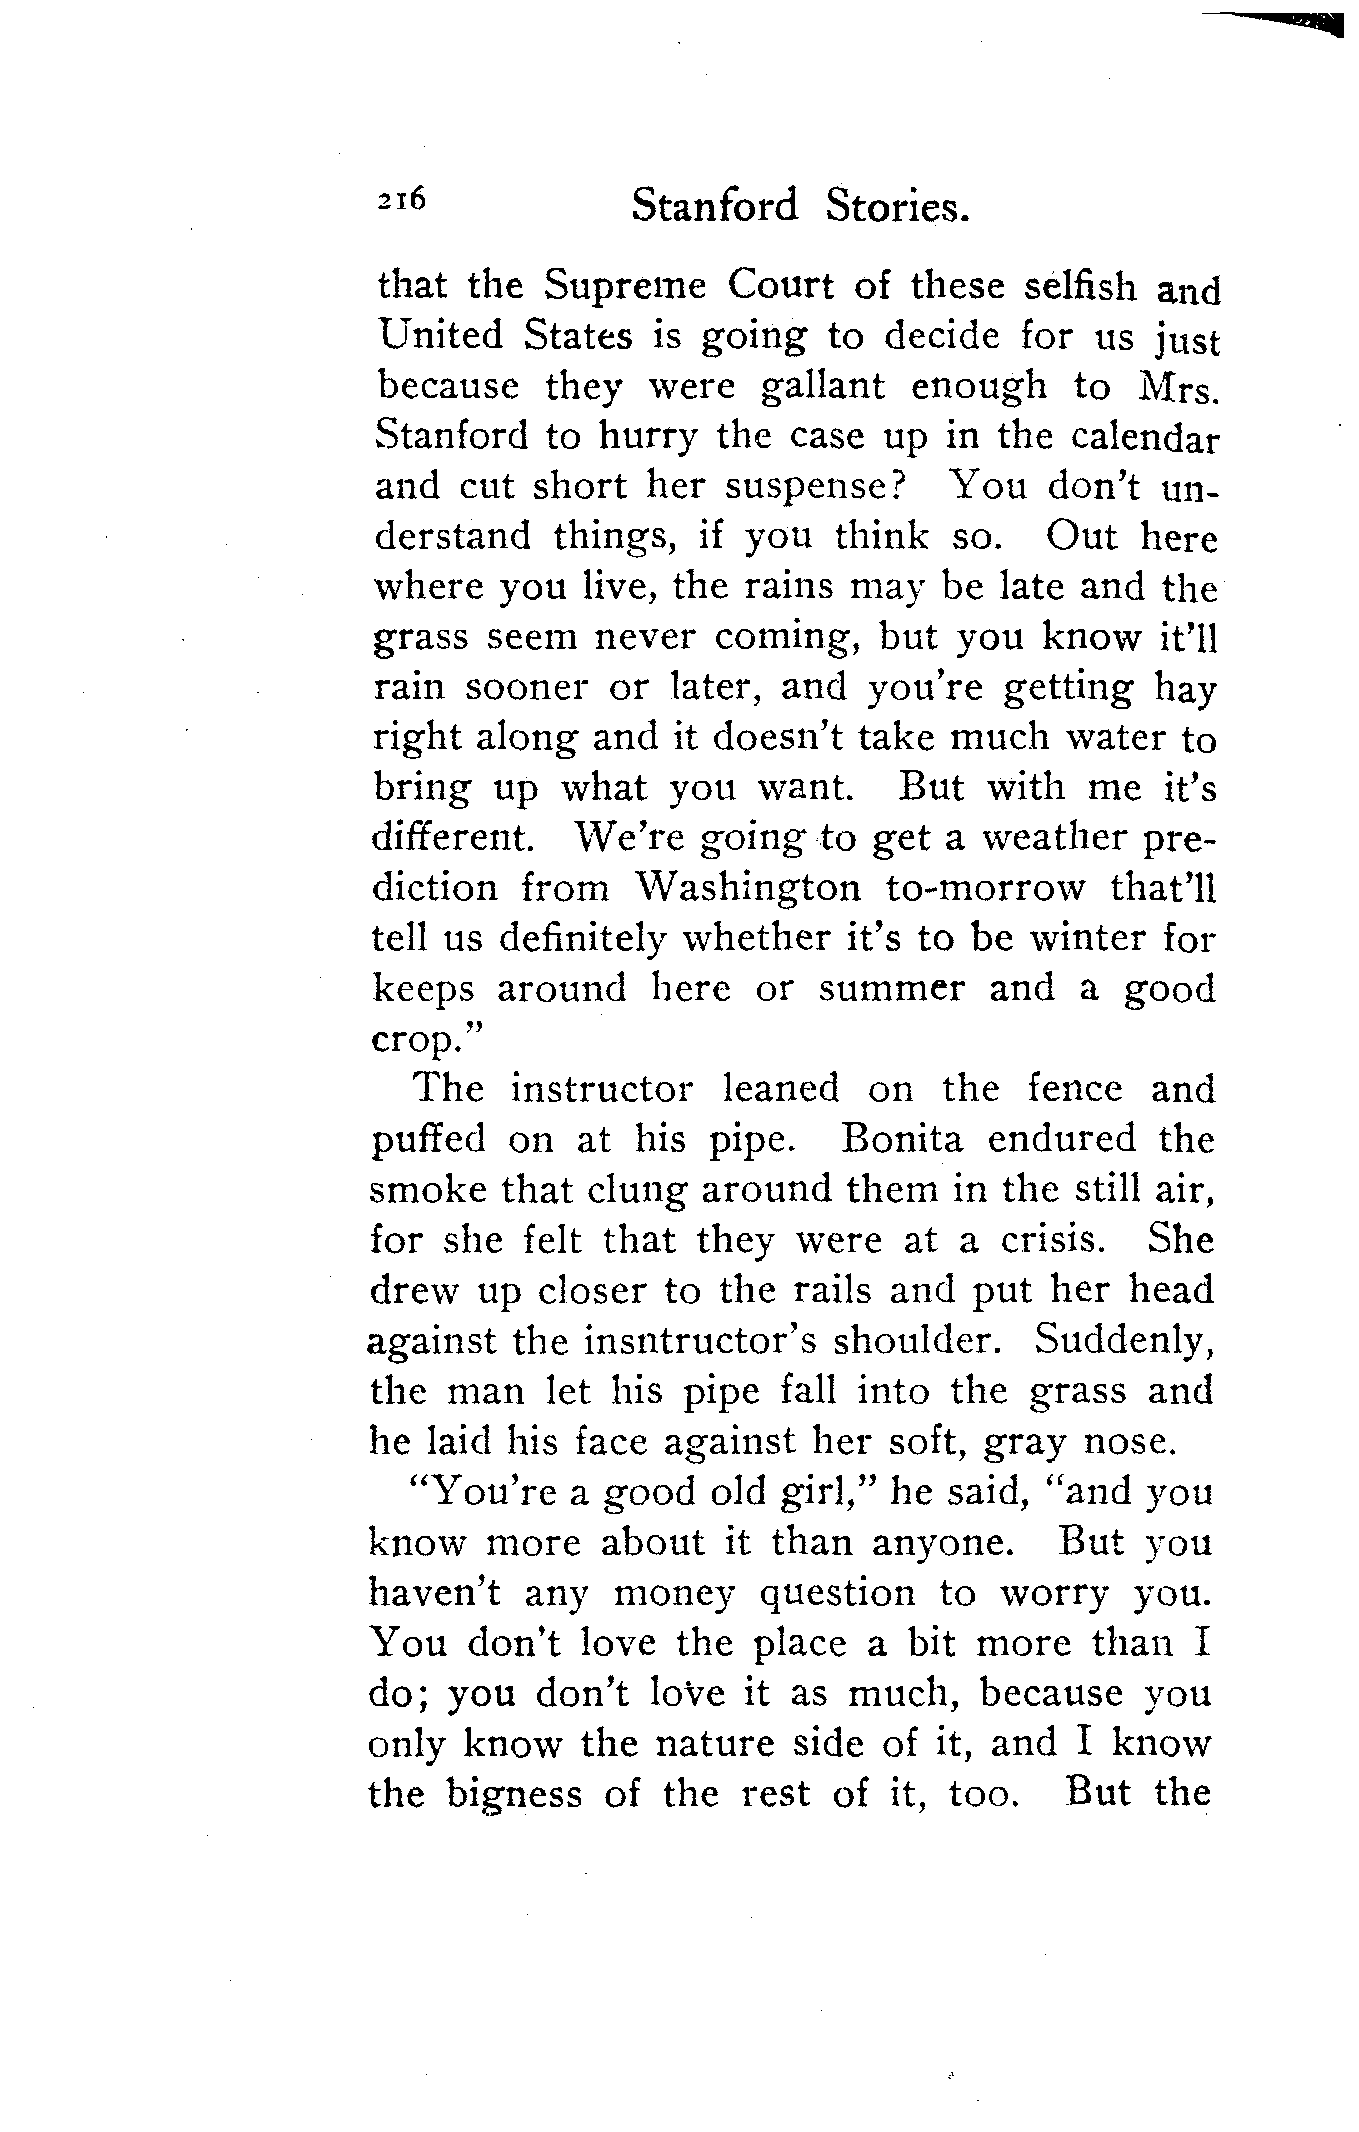 216 Stanford Stories.
that the Supreme Court of these selfish and
United States is going to decide for us just
because they were gallant enough to Mrs.
Stanford to hurry the case up in the calendar
and cut short her suspense? You don't un-
derstand things, if you think so. Out here
where you live, the rains may be late and the
grass seem never coming, but you know it'll
rain sooner or later, and you're getting hay
right along and it doesn't take much water to
bring up what you want. But with me it's
different. We're going to get a weather pre-
diction from Washington to-morrow that'll
tell us definitely whether it's to be winter for
keeps around here or summer and a good
crop."
The instructor leaned on the fence and
puffed on at his pipe. Bonita endured the
smoke that clung around them in the still air,
for she felt that they were at a crisis. She
drew up closer to the rails and put her head
against the insntructor's shoulder. Suddenly,
the man let his pipe fall into the grass and
he laid his face against her soft, gray nose.
"You're a good old girl," he said, "and you
know more about it than anyone. But you
haven't any money question to worry you.
You don't love the place a bit more than I
do; you don't love it as much, because you
only know the nature side of it, and I know
the bigness of the rest of it, too. But the